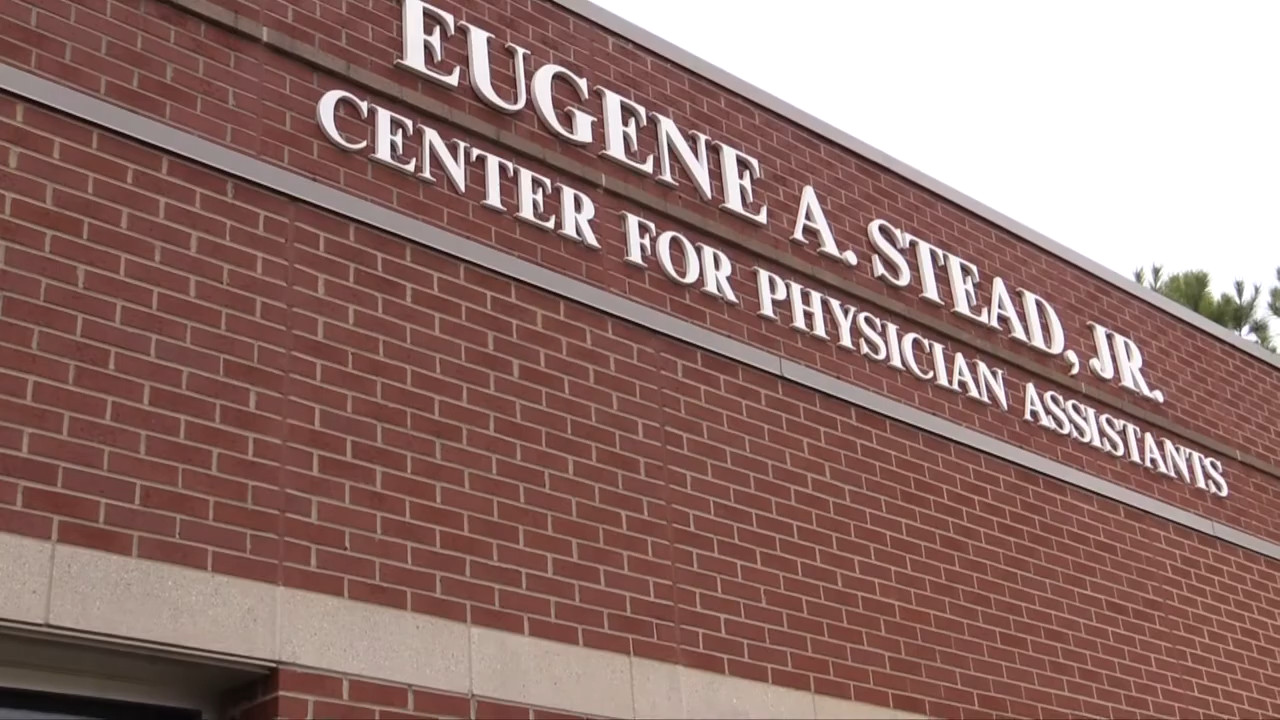 EUGENE A. STEAD, JR.
CENTER FOR PHYSICIAN ASSISTANTS